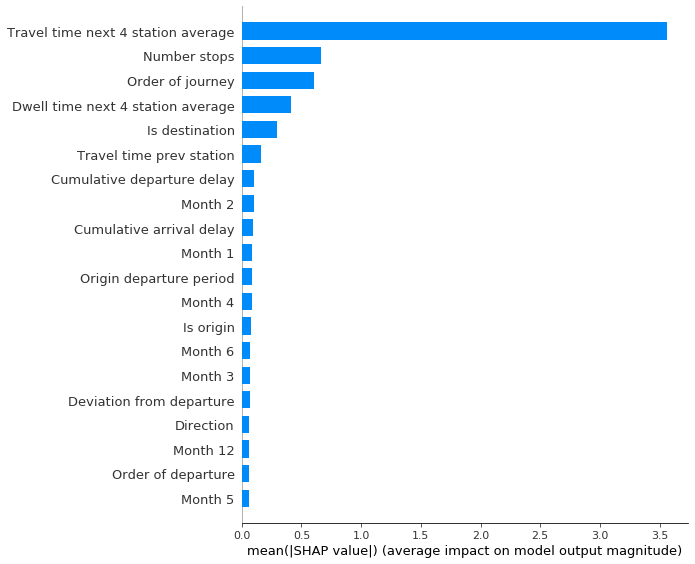 Travel time next 4 station average
Number stops
Order of journey
Dwell time next 4 station average
Is destination
Travel time prev station
Cumulative departure delay
Month 2
Cumulative arrival delay
Month 1
Origin departure period
Month 4
Is origin
Month 6
Month 3
Deviation from departure
Direction
Month 12
Order of departure
Month 5
0.0 0.5 1.0 1.5 2.0 2.5 3.0 3.5
mean(|SHAP value|) (average impact on model output magnitude)